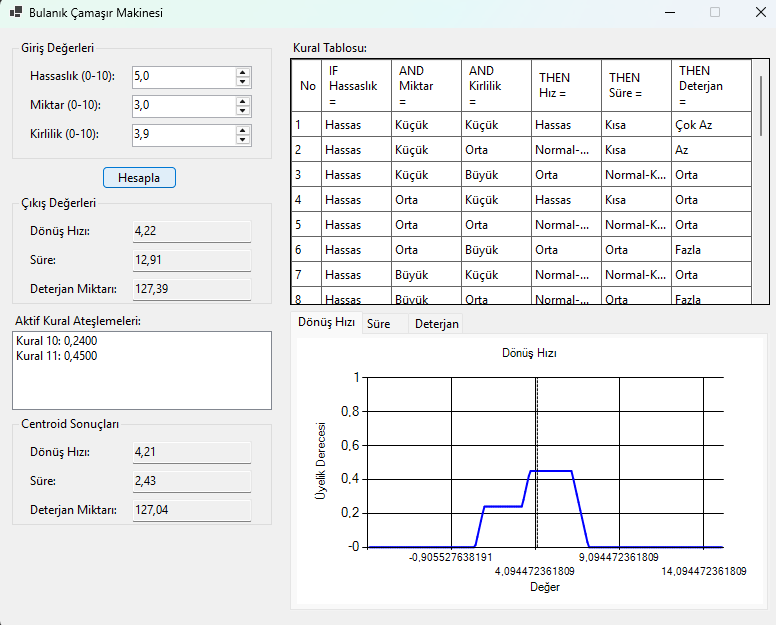 Bulanık Çamaşır Makinesi
Giriş Değerleri
Hassaslık (0-10): 5,0
Miktar (0-10): 3,0
Kirlilik (0-10): 3,9
Hesapla
Çıkış Değerleri
Dönüş Hızı: 4,22
Süre: 12,91
Deterjan Miktarı: 127,39
Aktif Kural Ateşlemeleri:
Kural 10: 0,2400
Kural 11: 0,4500
Centroid Sonuçları
Dönüş Hızı: 4,21
Süre: 2,43
Deterjan Miktarı: 127,04
Kural Tablosu:
No IF Hassaslık = AND Miktar = AND Kirlilik = THEN Hız = THEN Süre = THEN Deterjan =
1 Hassas Küçük Küçük Hassas Kısa Çok Az
2 Hassas Küçük Orta Normal-... Kısa Az
3 Hassas Küçük Büyük Orta Normal-K... Orta
4 Hassas Orta Küçük Hassas Kısa Orta
5 Hassas Orta Orta Normal-... Normal-K... Orta
6 Hassas Orta Büyük Orta Orta Fazla
7 Hassas Büyük Küçük Normal-... Normal-K... Orta
8 Hassas Büyük Orta Normal-... Orta Fazla
Dönüş Hızı Süre Deterjan
Dönüş Hızı
Üyelik Derecesi
1
0,8
0,6
0,4
0,2
-0
-0,905527638191 9,094472361809
4,094472361809 14,094472361809
Değer